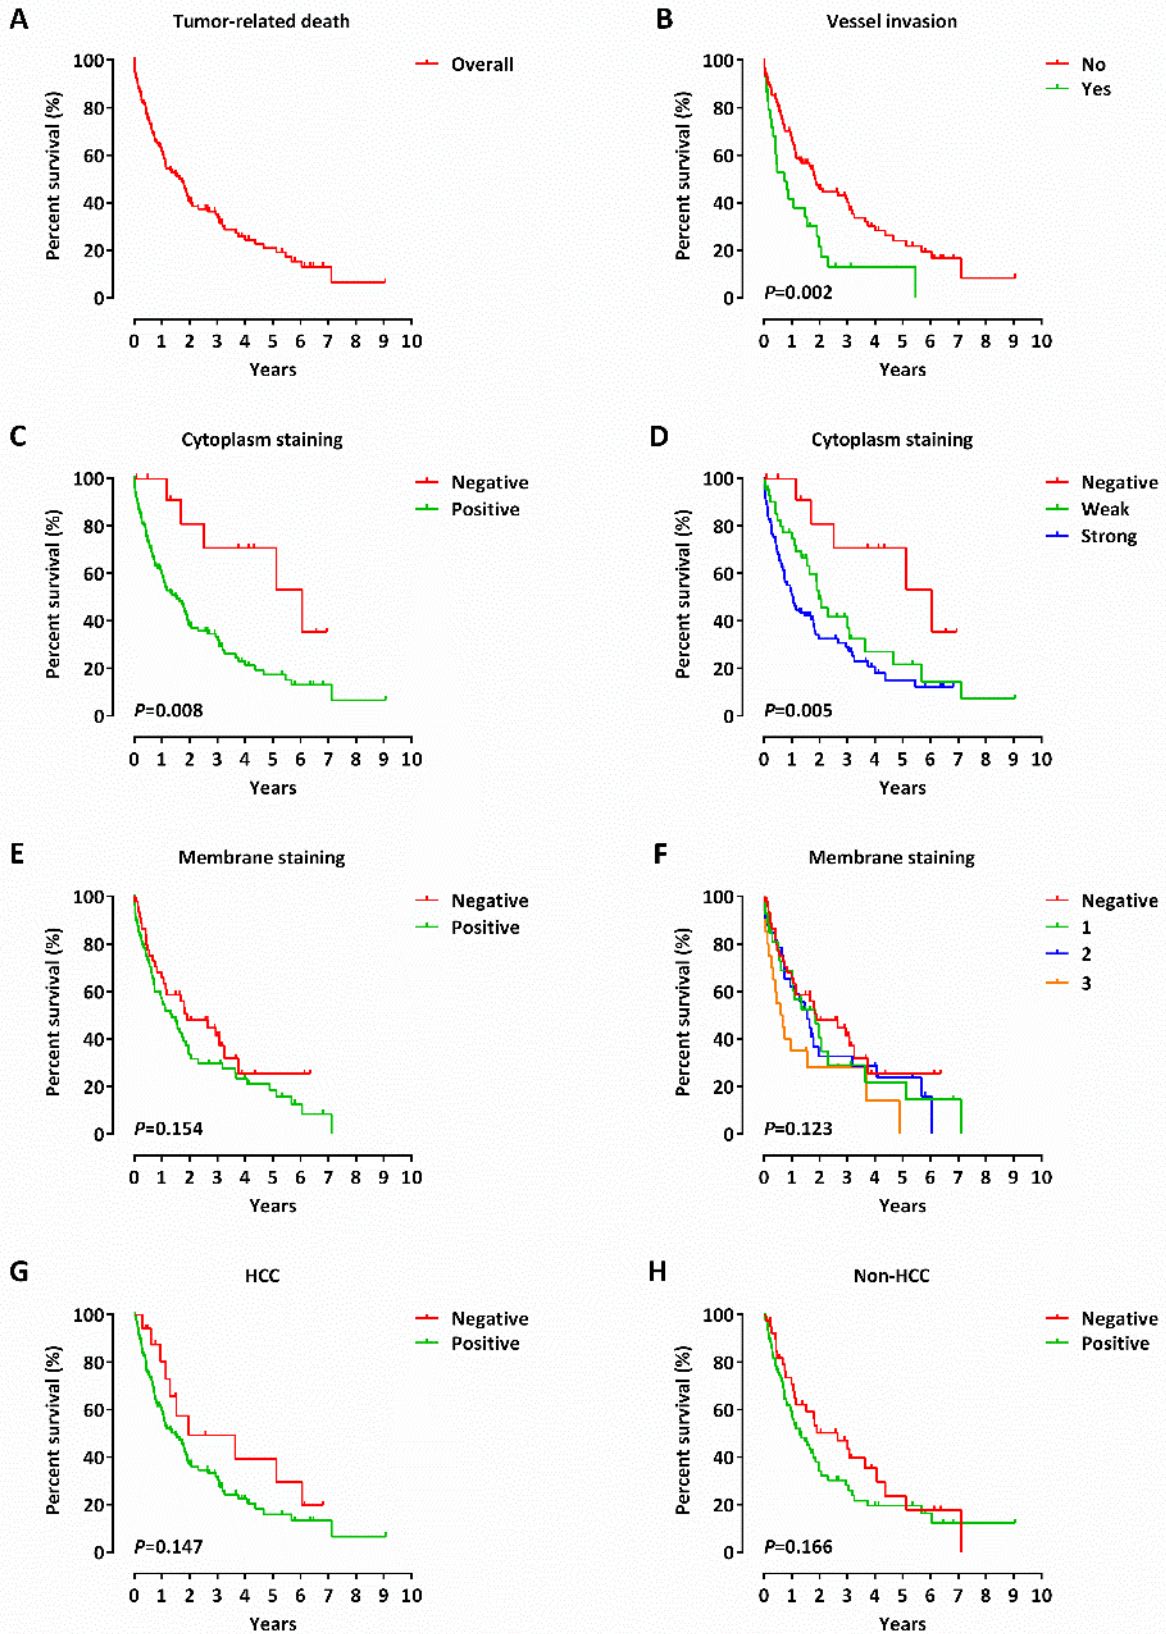 A
Tumor-related death
100
80
60
40
20
0
Percent survival (%)
Overall
0 1 2 3 4 5 6 7 8 9 10
Years
B
Vessel invasion
100
80
60
40
20
0
Percent survival (%)
No
Yes
P=0.002
0 1 2 3 4 5 6 7 8 9 10
Years
C
Cytoplasm staining
100
80
60
40
20
0
Percent survival (%)
Negative
Positive
P=0.008
0 1 2 3 4 5 6 7 8 9 10
Years
D
Cytoplasm staining
100
80
60
40
20
0
Percent survival (%)
Negative
Weak
Strong
P=0.005
0 1 2 3 4 5 6 7 8 9 10
Years
E
Membrane staining
100
80
60
40
20
0
Percent survival (%)
Negative
Positive
P=0.154
0 1 2 3 4 5 6 7 8 9 10
Years
F
Membrane staining
100
80
60
40
20
0
Percent survival (%)
Negative
1
2
3
P=0.123
0 1 2 3 4 5 6 7 8 9 10
Years
G
HCC
100
80
60
40
20
0
Percent survival (%)
Negative
Positive
P=0.147
0 1 2 3 4 5 6 7 8 9 10
Years
H
Non-HCC
100
80
60
40
20
0
Percent survival (%)
Negative
Positive
P=0.166
0 1 2 3 4 5 6 7 8 9 10
Years